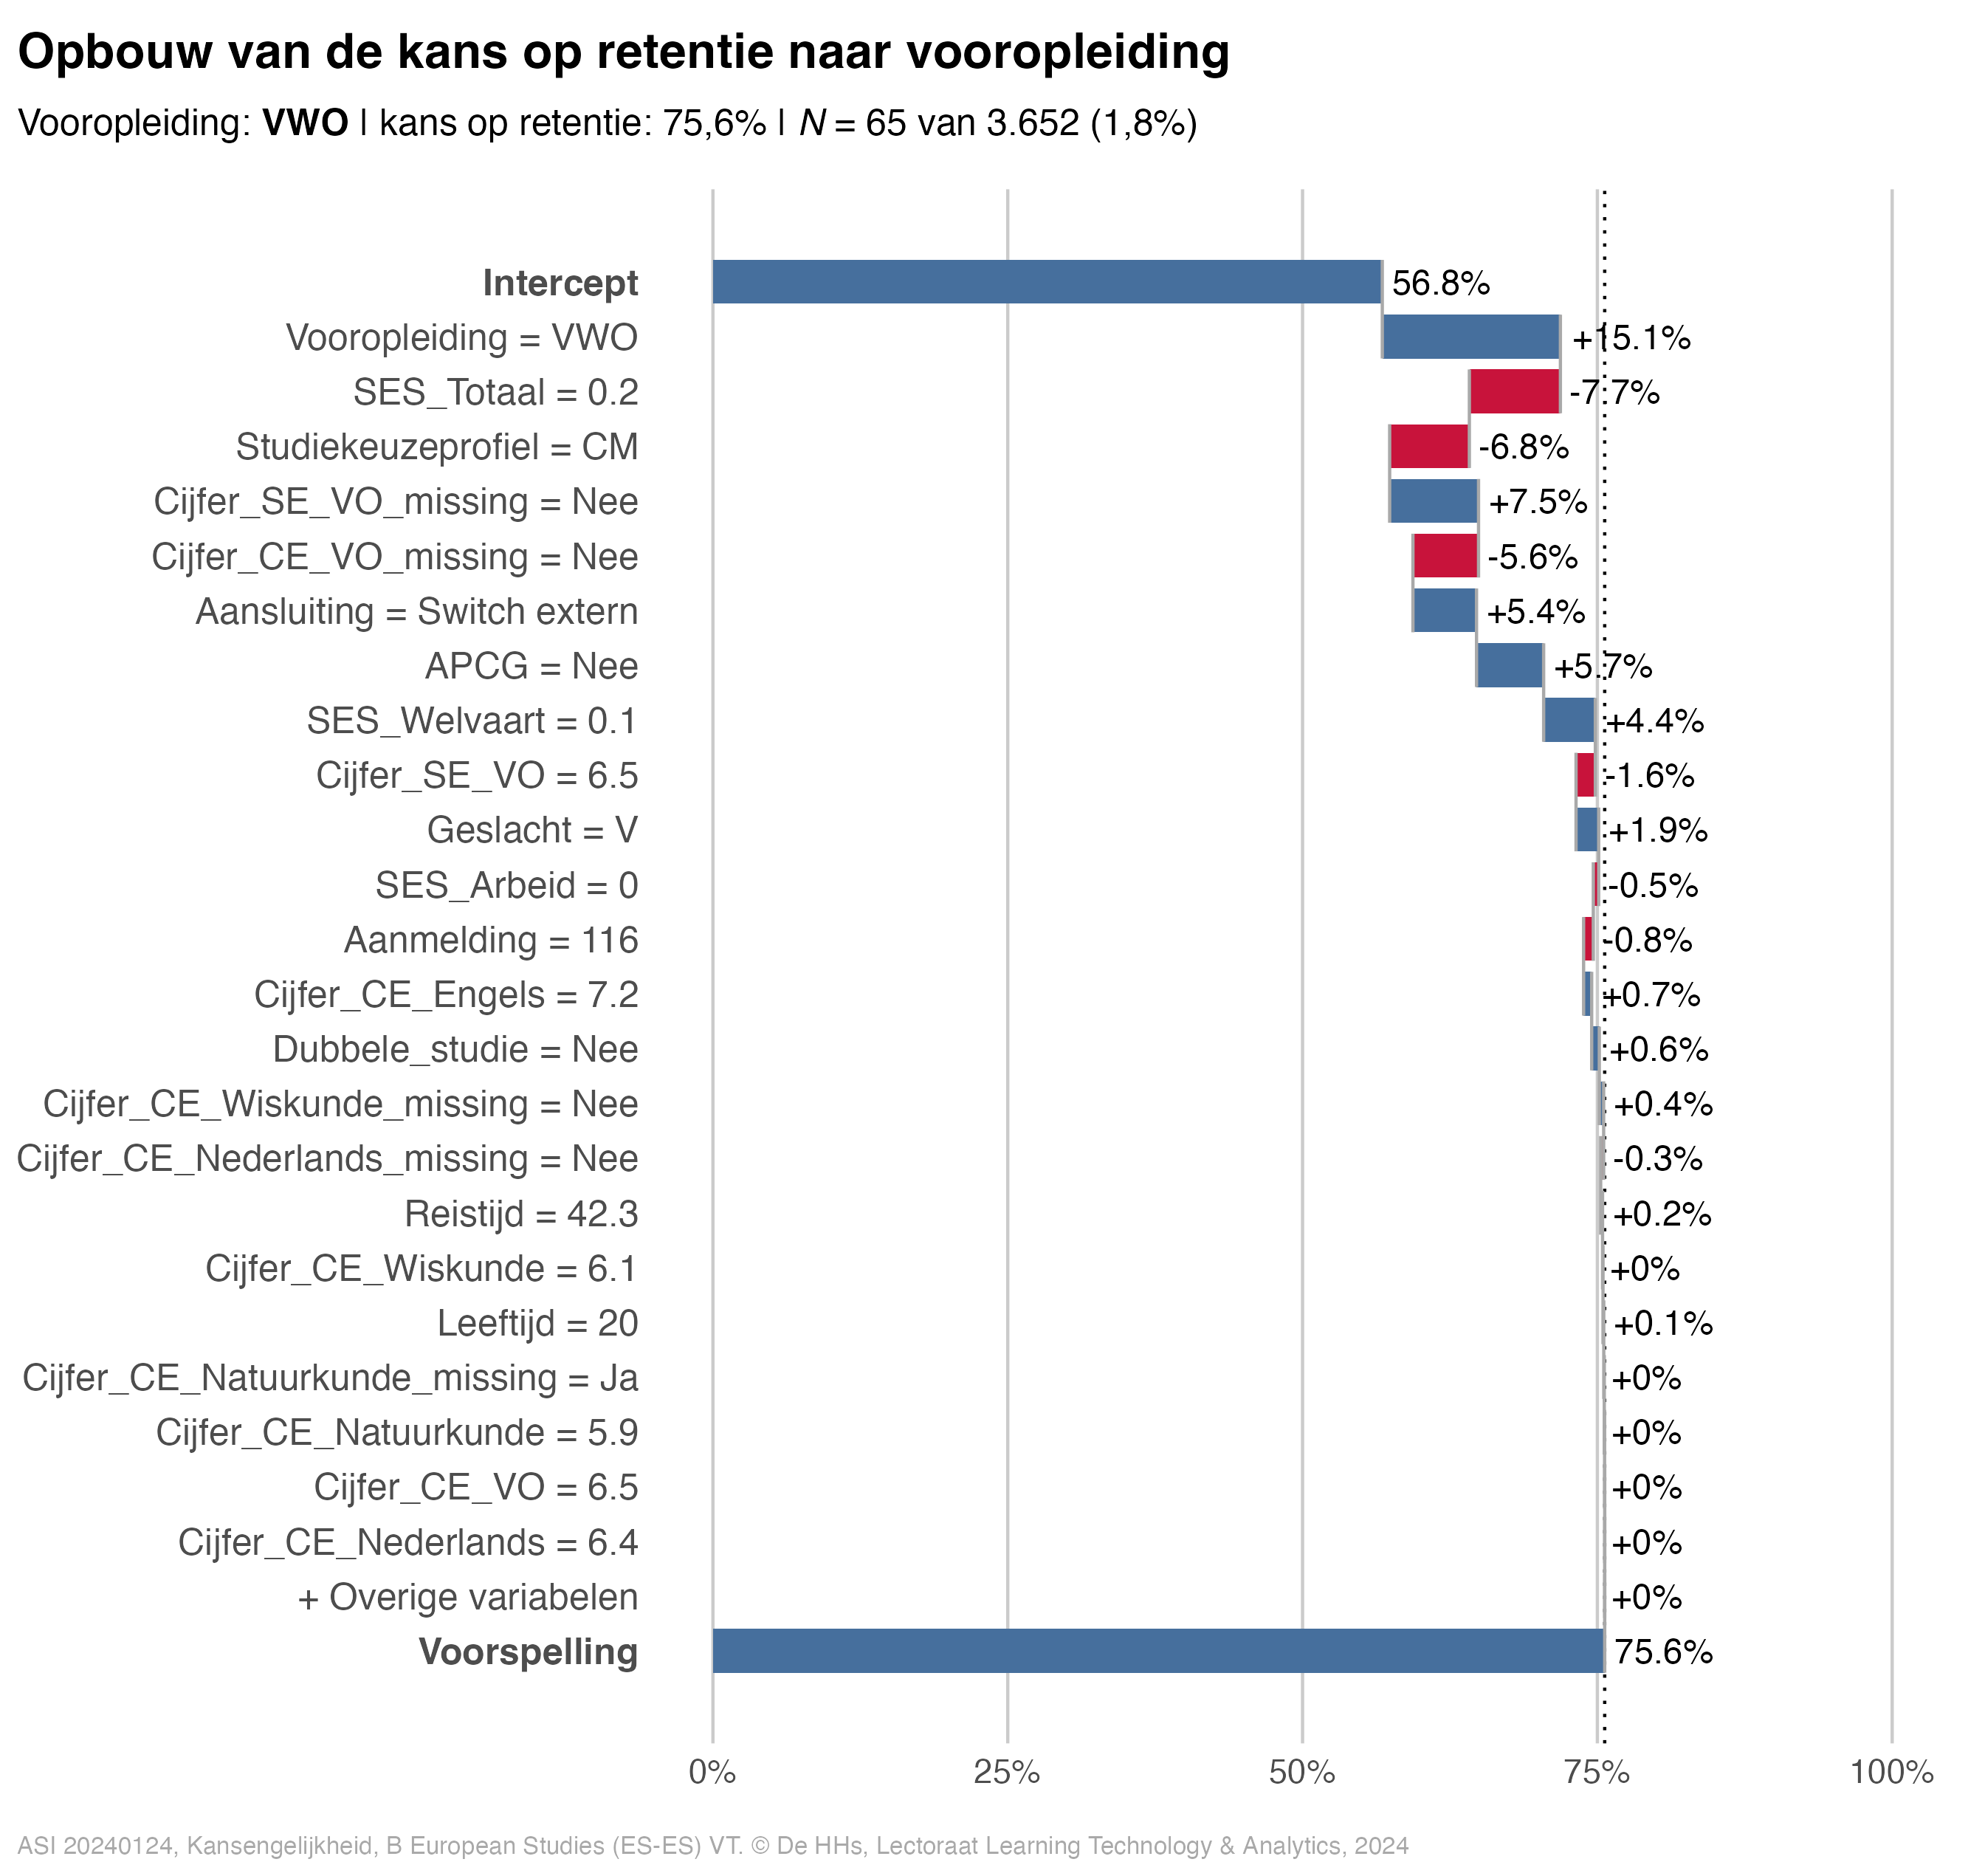 Opbouw van de kans op retentie naar vooropleiding
Vooropleiding: VWO | kans op retentie: 75,6% | N = 65 van 3.652 (1,8%)
Intercept 56.8%
Vooropleiding = VWO +15.1%
SES_Totaal = 0.2 -7.7%
Studiekeuzeprofiel = CM -6.8%
Cijfer_SE_VO_missing = Nee +7.5%
Cijfer_CE_VO_missing = Nee -5.6%
Aansluiting = Switch extern +5.4%
APCG = Nee +5.7%
SES_Welvaart = 0.1 +4.4%
Cijfer_SE_VO = 6.5 -1.6%
Geslacht = V +1.9%
SES_Arbeid = 0 -0.5%
Aanmelding = 116 -0.8%
Cijfer_CE_Engels = 7.2 +0.7%
Dubbele_studie = Nee +0.6%
Cijfer_CE_Wiskunde_missing = Nee +0.4%
Cijfer_CE_Nederlands_missing = Nee -0.3%
Reistijd = 42.3 +0.2%
Cijfer_CE_Wiskunde = 6.1 +0%
Leeftijd = 20 +0.1%
Cijfer_CE_Natuurkunde_missing = Ja +0%
Cijfer_CE_Natuurkunde = 5.9 +0%
Cijfer_CE_VO = 6.5 +0%
Cijfer_CE_Nederlands = 6.4 +0%
+ Overige variabelen +0%
Voorspelling 75.6%
0% 25% 50% 75% 100%
ASI 20240124, Kansengelijkheid, B European Studies (ES-ES) VT. © De HHs, Lectoraat Learning Technology & Analytics, 2024